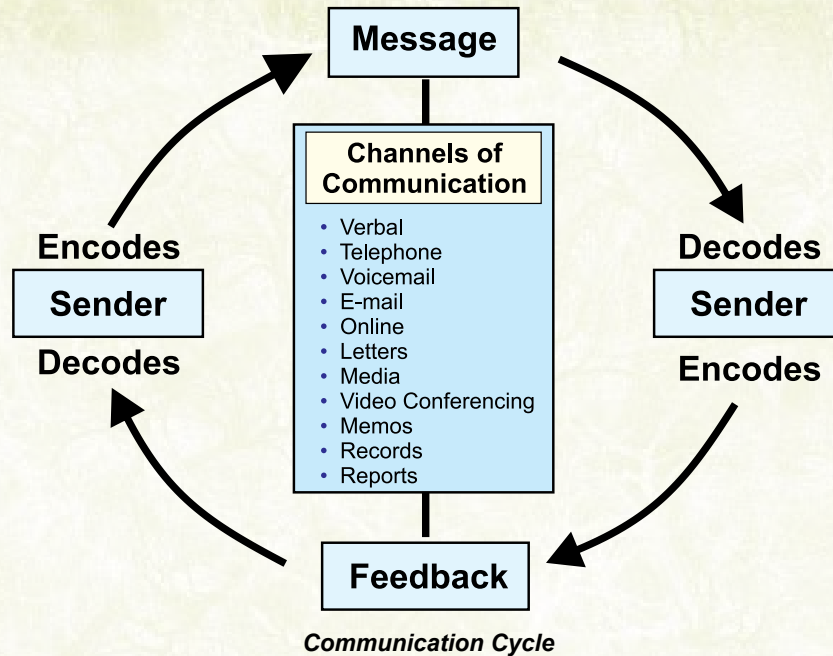 Message
Channels of
Communication
• Verbal
• Telephone
• Voicemail
• E-mail
• Online
• Letters
• Media
• Video Conferencing
• Memos
• Records
• Reports
Encodes
Sender
Decodes
Decodes
Sender
Encodes
Feedback
Communication Cycle